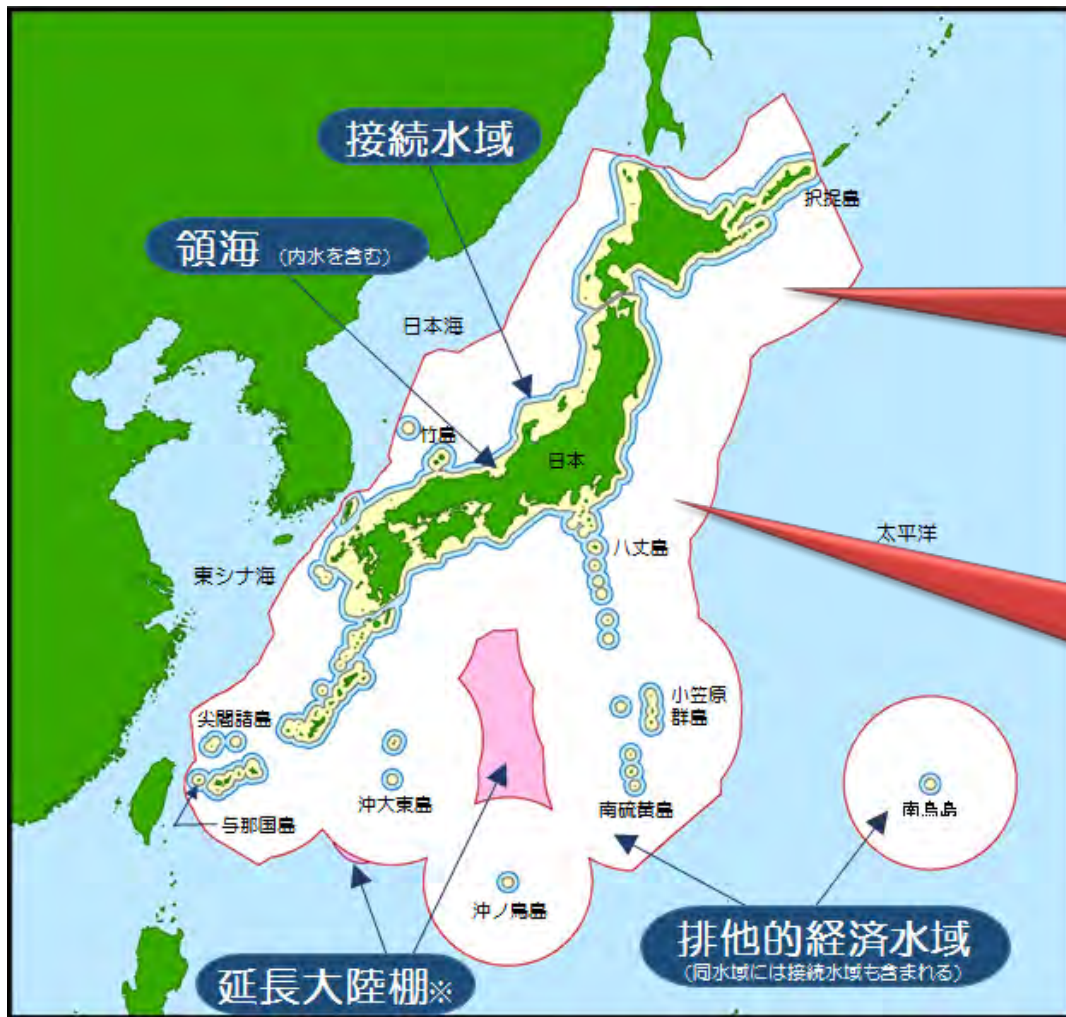 接続水域
択捉島
領海 (内水を含む)
日本海
竹島
日本
太平洋
八丈島
東シナ海
小笠原
群島
尖閣諸島
沖大東島
南硫黄島
南鳥島
与那国島
沖ノ鳥島
排他的経済水域
(同水域には接続水域も含まれる)
延長大陸棚※